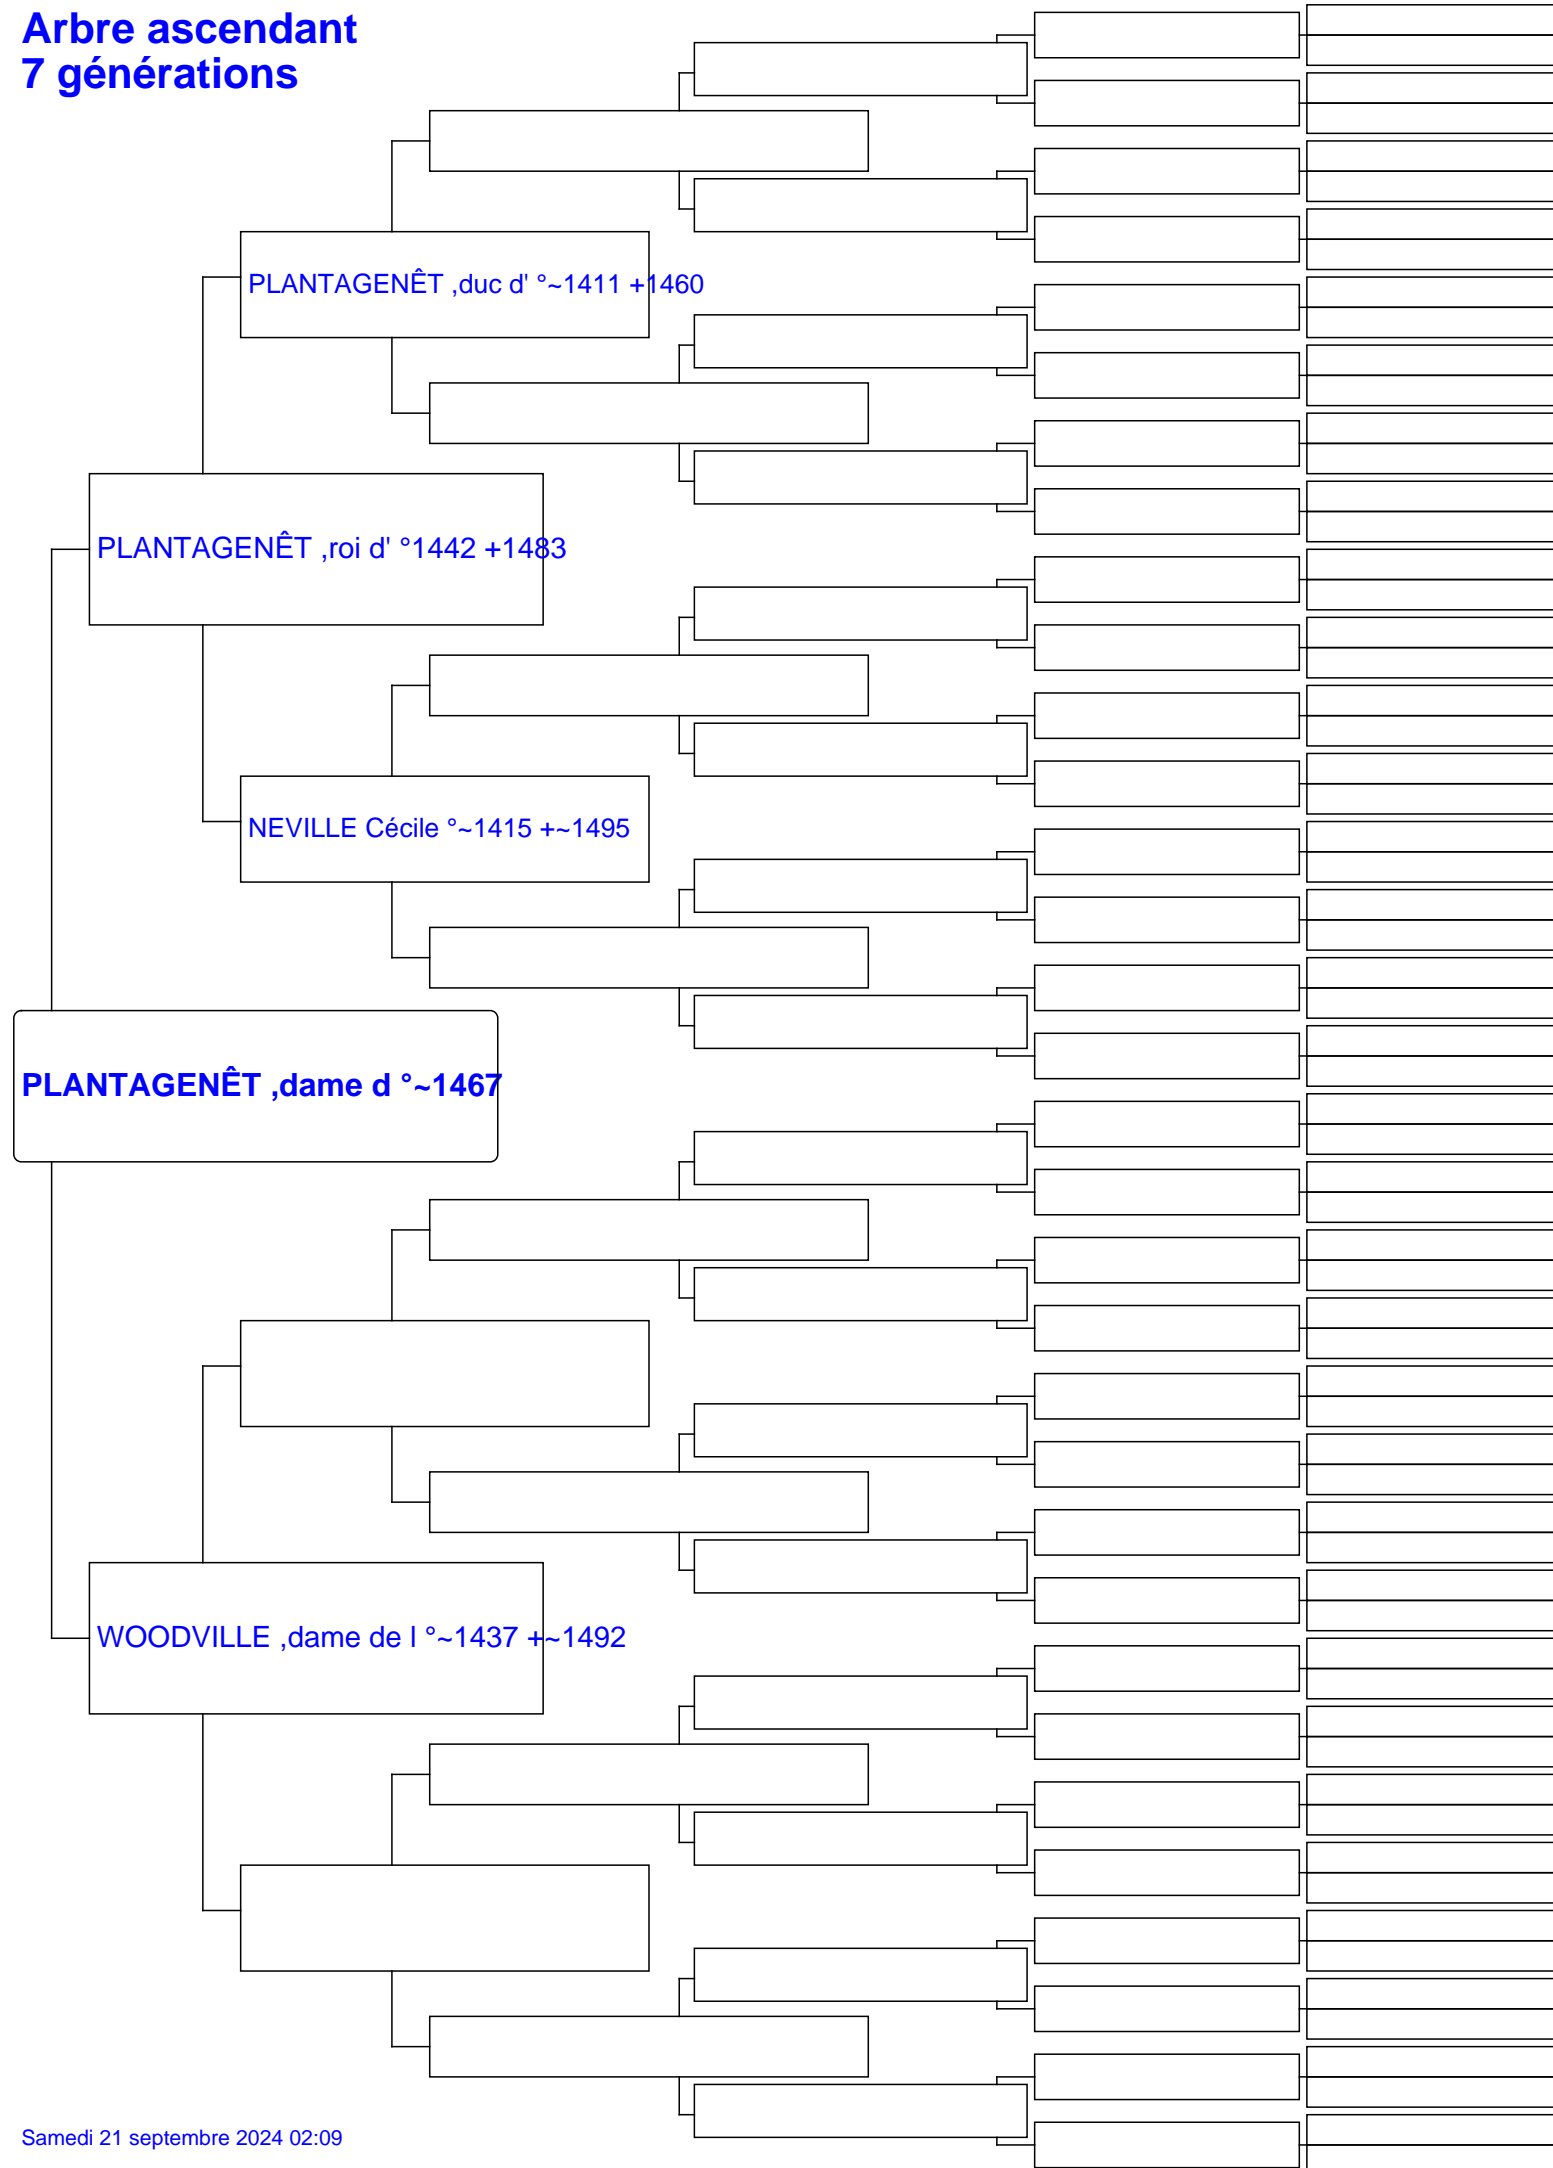 Arbre ascendant
7 générations
PLANTAGENÊT ,duc d' °~1411 +1460
PLANTAGENÊT ,roi d' °1442 +1483
NEVILLE Cécile °~1415 +~1495
PLANTAGENÊT ,dame d °~1467
WOODVILLE ,dame de l °~1437 +~1492
Samedi 21 septembre 2024 02:09